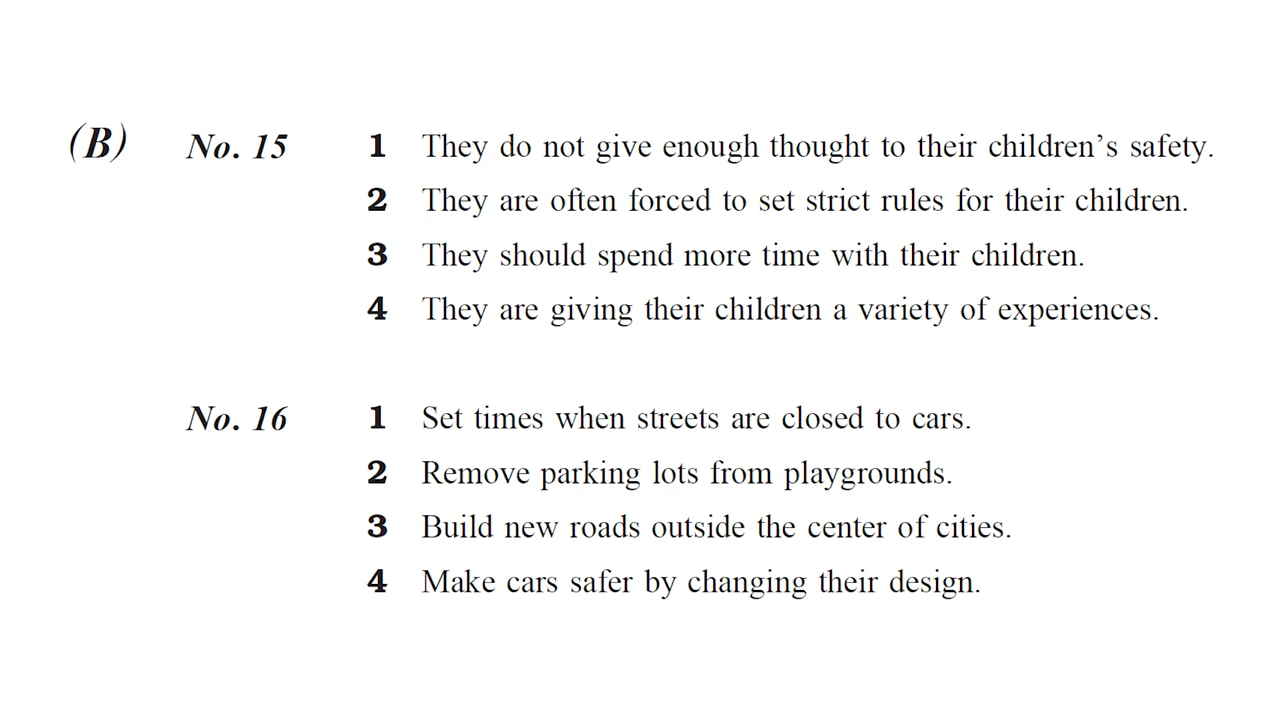 (B) No. 15 1 They do not give enough thought to their children's safety.
2 They are often forced to set strict rules for their children.
3 They should spend more time with their children.
4 They are giving their children a variety of experiences.
No. 16 1 Set times when streets are closed to cars.
2 Remove parking lots from playgrounds.
3 Build new roads outside the center of cities.
4 Make cars safer by changing their design.